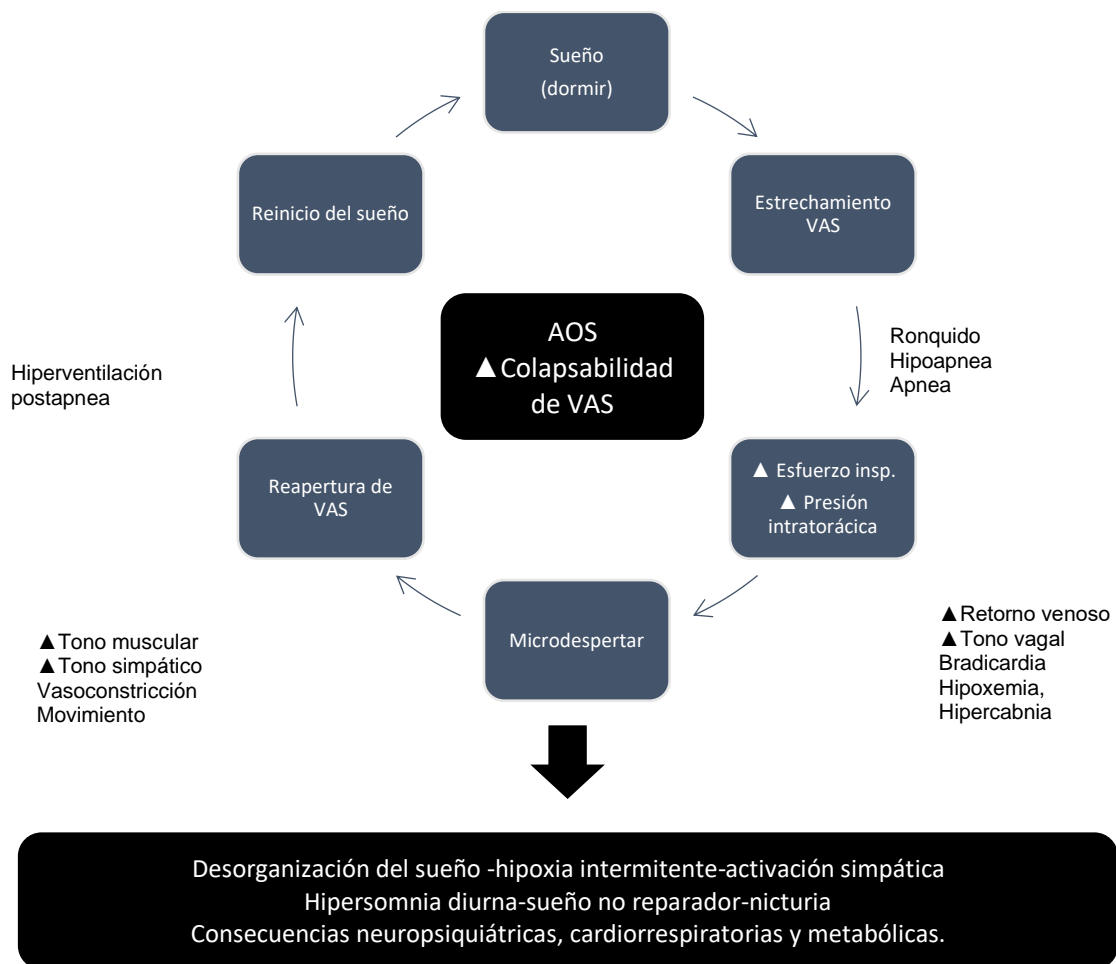 Sueño
(dormir)
Estrechamiento
VAS
Ronquido
Hipoapnea
Apnea
▲ Esfuerzo insp.
▲ Presión
intratorácica
▲Retorno venoso
▲Tono vagal
Bradicardia
Hipoxemia,
Hipercabnia
Microdespertar
▲Tono muscular
▲Tono simpático
Vasoconstricción
Movimiento
Reapertura de
VAS
Hiperventilación
postapnea
Reinicio del sueño
AOS
▲Colapsabilidad
de VAS
Desorganización del sueño -hipoxia intermitente-activación simpática
Hipersomnia diurna-sueño no reparador-nicturia
Consecuencias neuropsiquiátricas, cardiorrespiratorias y metabólicas.